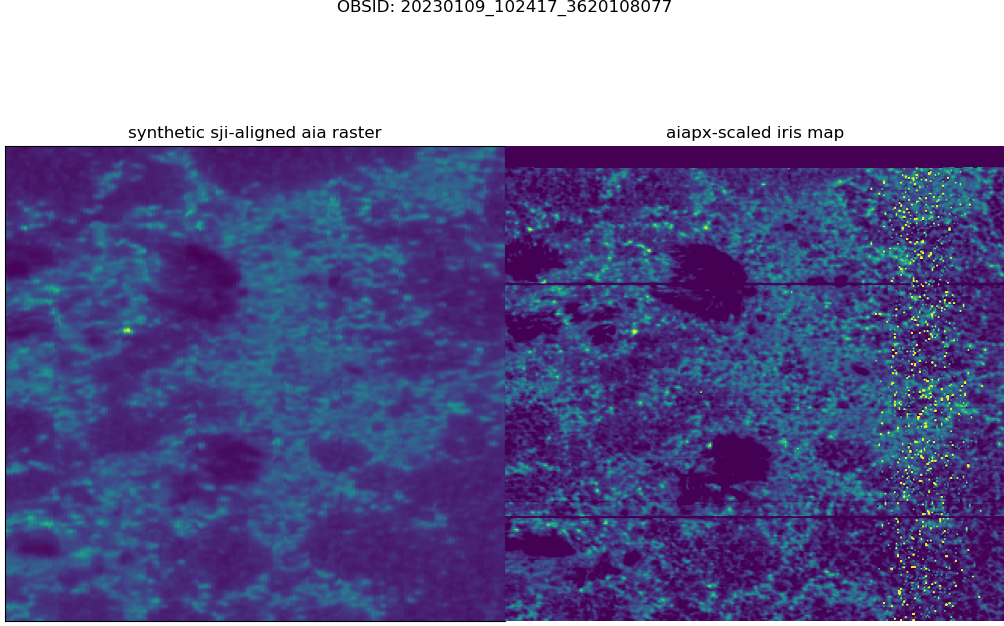 OBSID: 20230109_102417_3620108077
synthetic sji-aligned aia raster
aiapx-scaled iris map